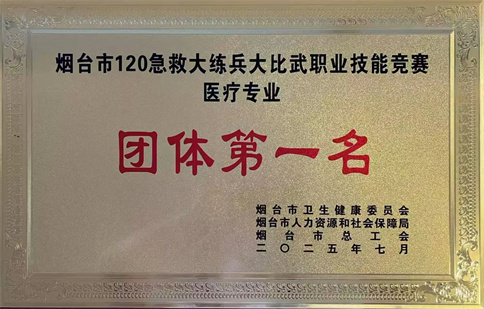 烟台市120急救大练兵大比武职业技能竞赛
医疗专业
团体第一名
烟台市卫生健康委员会
烟台市人力资源和社会保障局
烟台市总工会
二〇二五年七月